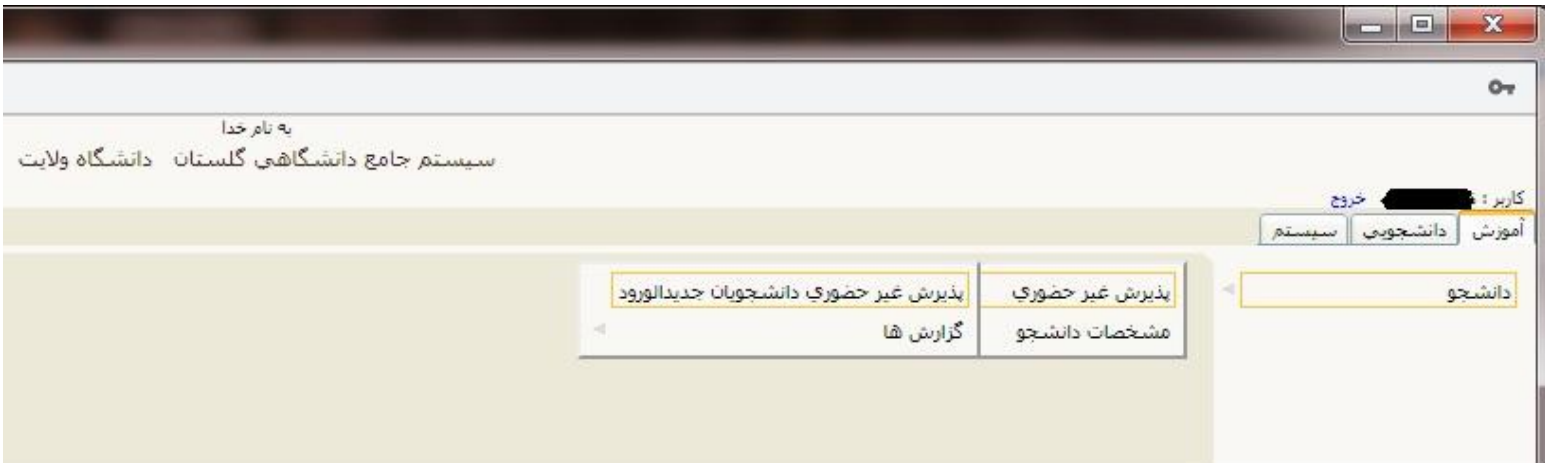 به نام خدا
سیستم جامع دانشگاهی گلستان دانشگاه ولایت
کاربر : خروج
آموزش دانشجویی سیستم
دانشجو
پذیرش غیر حضوري پذیرش غیر حضوري دانشجویان جدیدالورود
مشخصات دانشجو گزارش ها